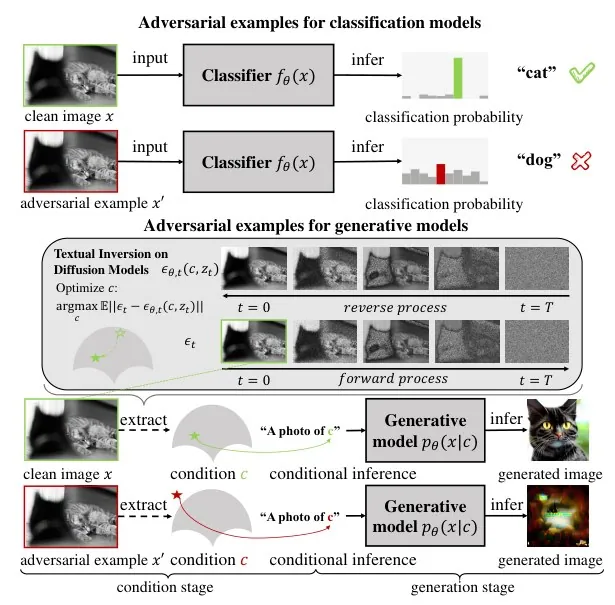 Adversarial examples for classification models
input
infer
Classifier fθ(x)
"cat"
clean image x
classification probability
input
infer
Classifier fθ(x)
"dog"
adversarial example x′
classification probability
Adversarial examples for generative models
Textual Inversion on
Diffusion Models ϵθ,t(c, zt)
Optimize c:
argmax 𝔼||ϵt − ϵθ,t(c, zt)||
c
t = 0 reverse process t = T
ϵt
t = 0 forward process t = T
extract
"A photo of c"
Generative
model pθ(x|c)
infer
clean image x
condition c
conditional inference
generated image
extract
"A photo of c"
Generative
model pθ(x|c)
infer
adversarial example x′
condition c
conditional inference
generated image
condition stage
generation stage